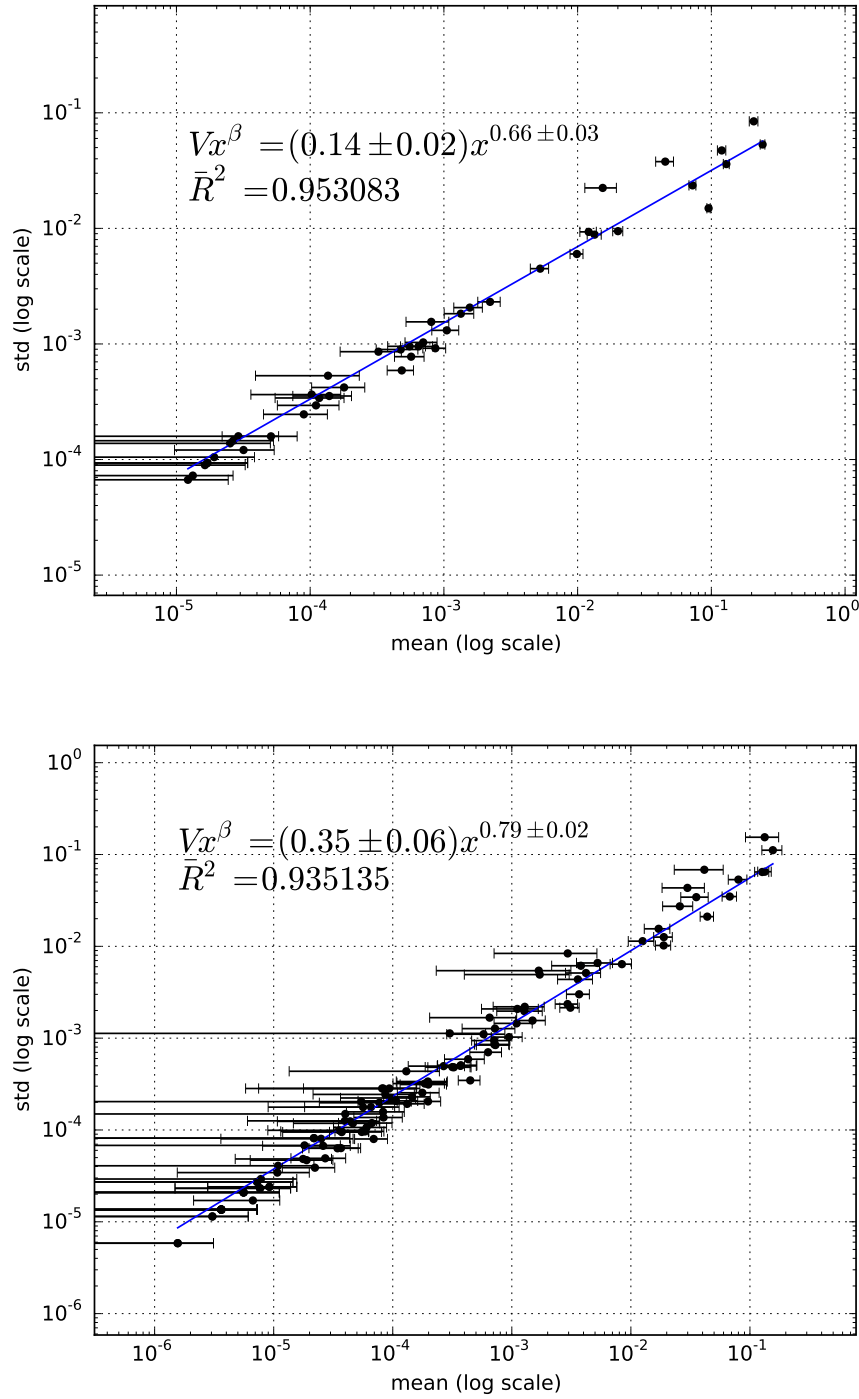 10^-1
Vx^β =(0.14±0.02)x^0.66±0.03
R̄^2 =0.953083
10^-2
std (log scale)
10^-3
10^-4
10^-5
10^-5 10^-4 10^-3 10^-2 10^-1 10^0
mean (log scale)
10^0
10^-1
Vx^β =(0.35±0.06)x^0.79±0.02
R̄^2 =0.935135
10^-2
std (log scale)
10^-3
10^-4
10^-5
10^-6
10^-6 10^-5 10^-4 10^-3 10^-2 10^-1
mean (log scale)